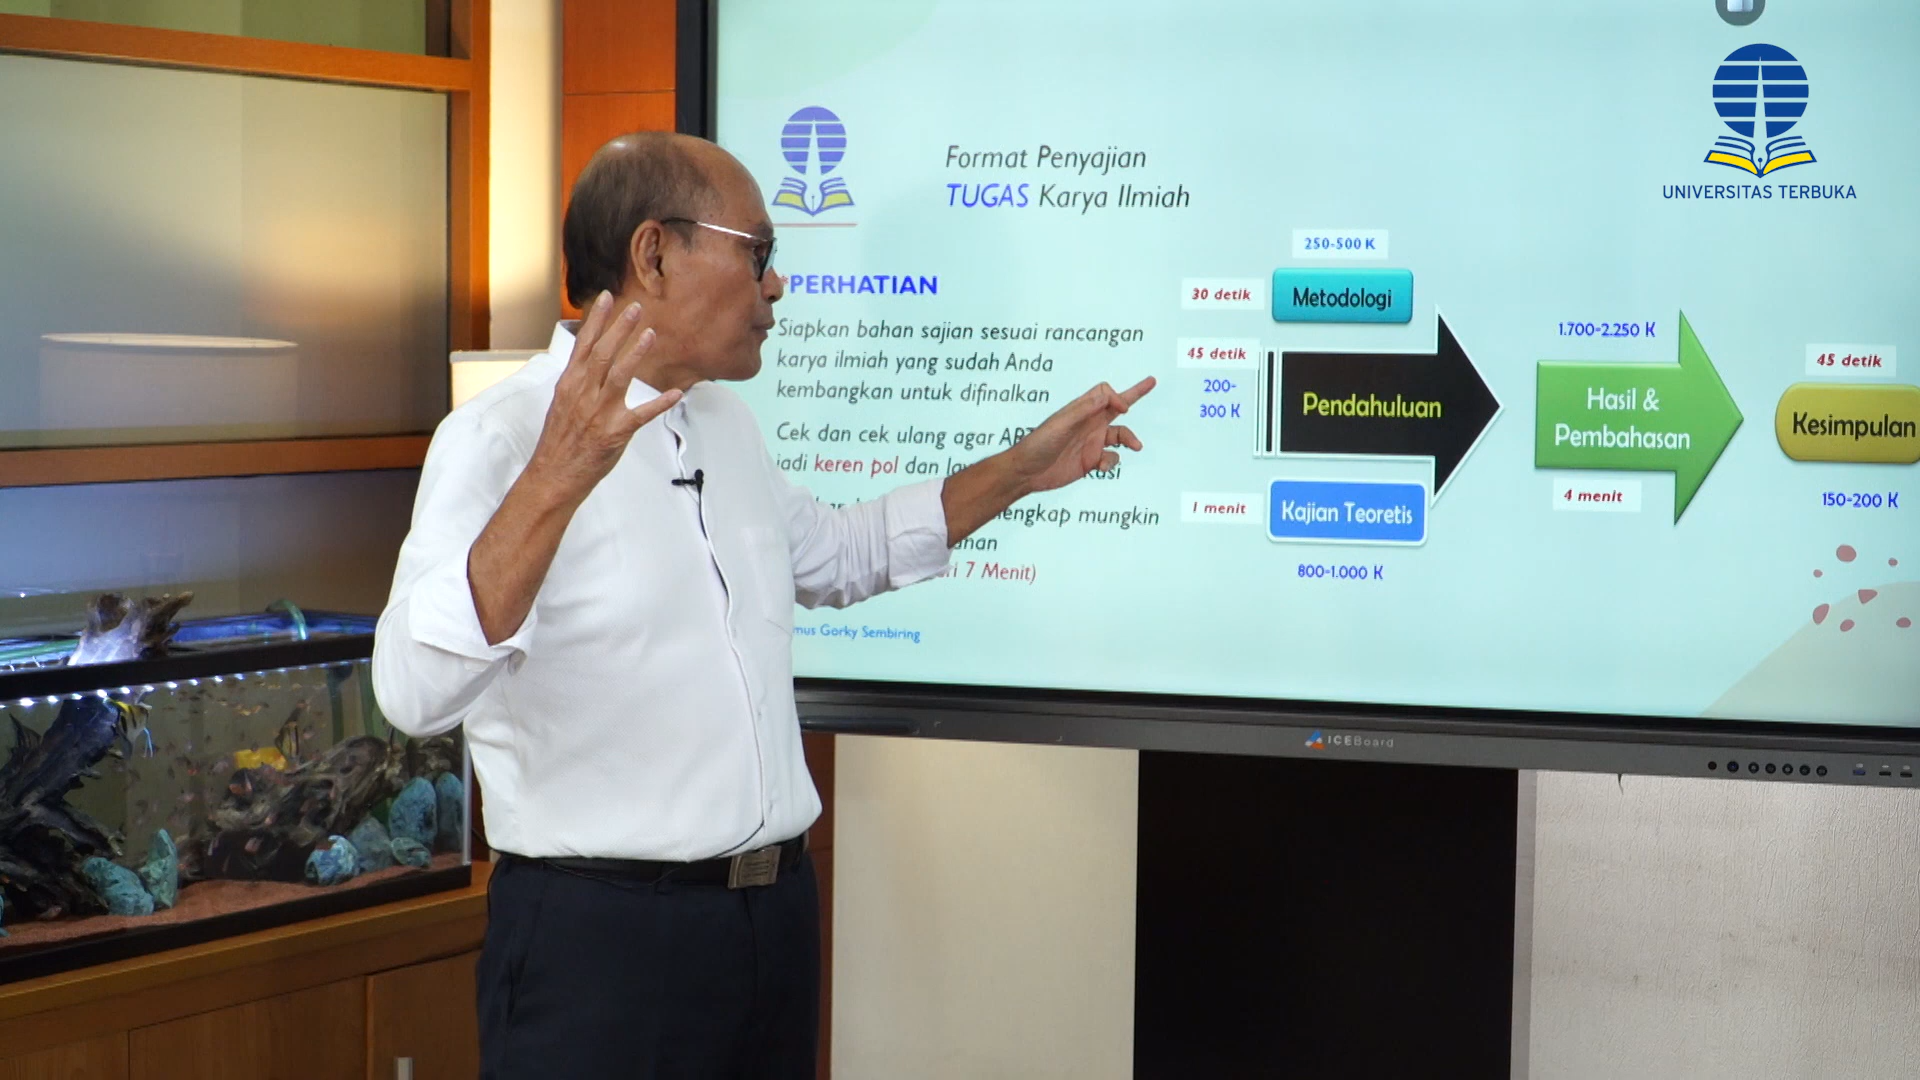 UNIVERSITAS TERBUKA
Format Penyajian
TUGAS Karya Ilmiah
*PERHATIAN
Siapkan bahan sajian sesuai rancangan
karya ilmiah yang sudah Anda
kembangkan untuk difinalkan
Cek dan cek ulang agar
jadi keren pol dan
lengkap mungkin
7 Menit)
Gorky Sembiring
250-500 K
30 detik
Metodologi
45 detik
200-
300 K
Pendahuluan
1 menit
Kajian Teoretis
800-1.000 K
1.700-2.250 K
Hasil &
Pembahasan
4 menit
45 detik
Kesimpulan
150-200 K
ICEBoard